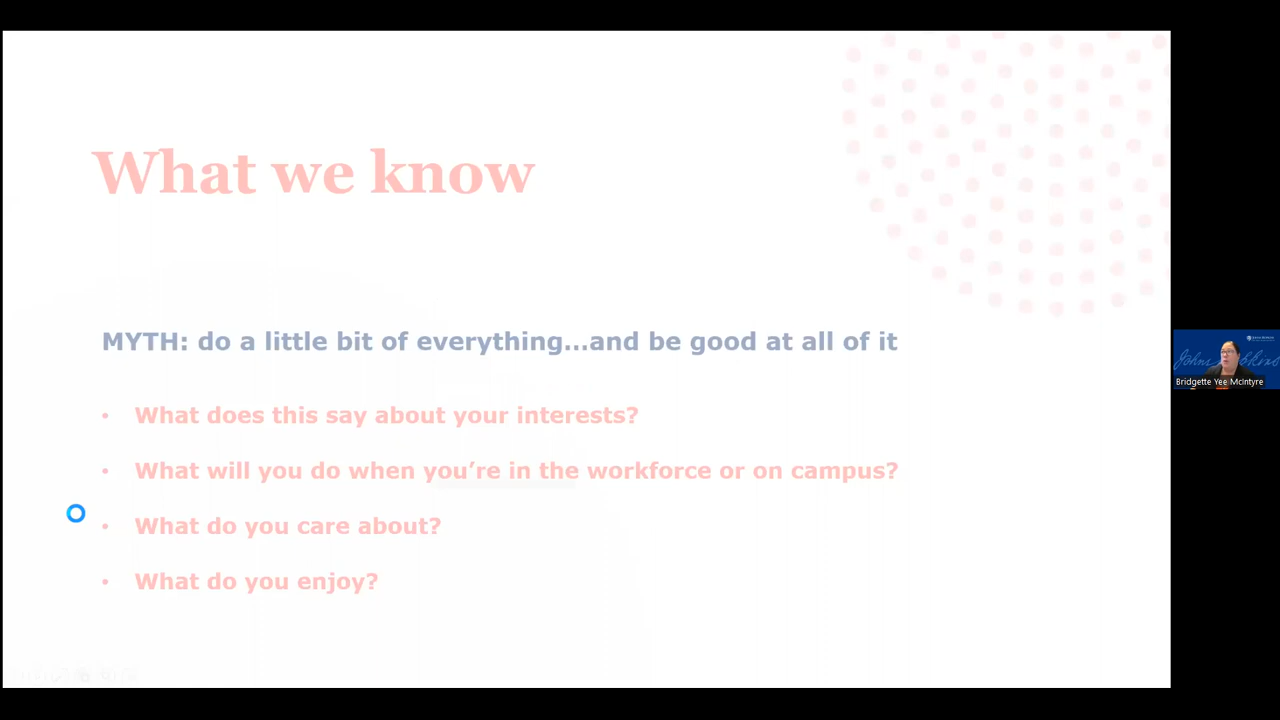 What we know
MYTH: do a little bit of everything...and be good at all of it
• What does this say about your interests?
• What will you do when you’re in the workforce or on campus?
• What do you care about?
• What do you enjoy?
Bridgette Yee McIntyre